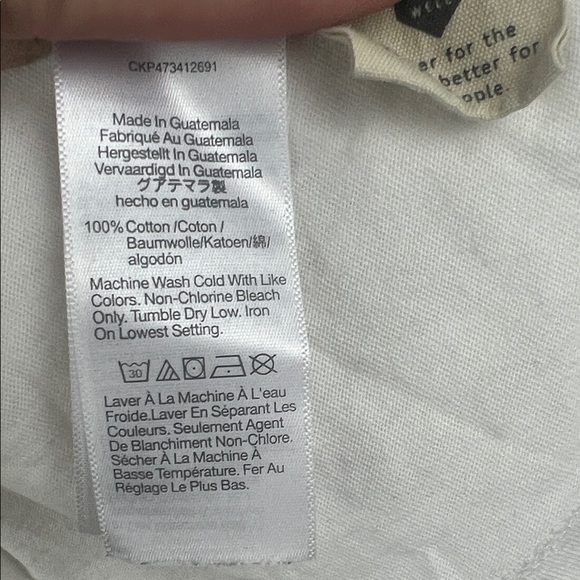 CKP473412691
Made In Guatemala
Fabriqué Au Guatemala
Hergestellt In Guatemala
Vervaardigd In Guatemala
グアテマラ製
hecho en guatemala
100% Cotton /Coton /
Baumwolle/Katoen/綿/
algodón
Machine Wash Cold With Like
Colors. Non-Chlorine Bleach
Only. Tumble Dry Low. Iron
On Lowest Setting.
30
Laver À La Machine À L'eau
Froide.Laver En Séparant Les
Couleurs. Seulement Agent
De Blanchiment Non-Chlore.
Sécher À La Machine À
Basse Température. Fer Au
Réglage Le Plus Bas.
er for the
better for
ople.